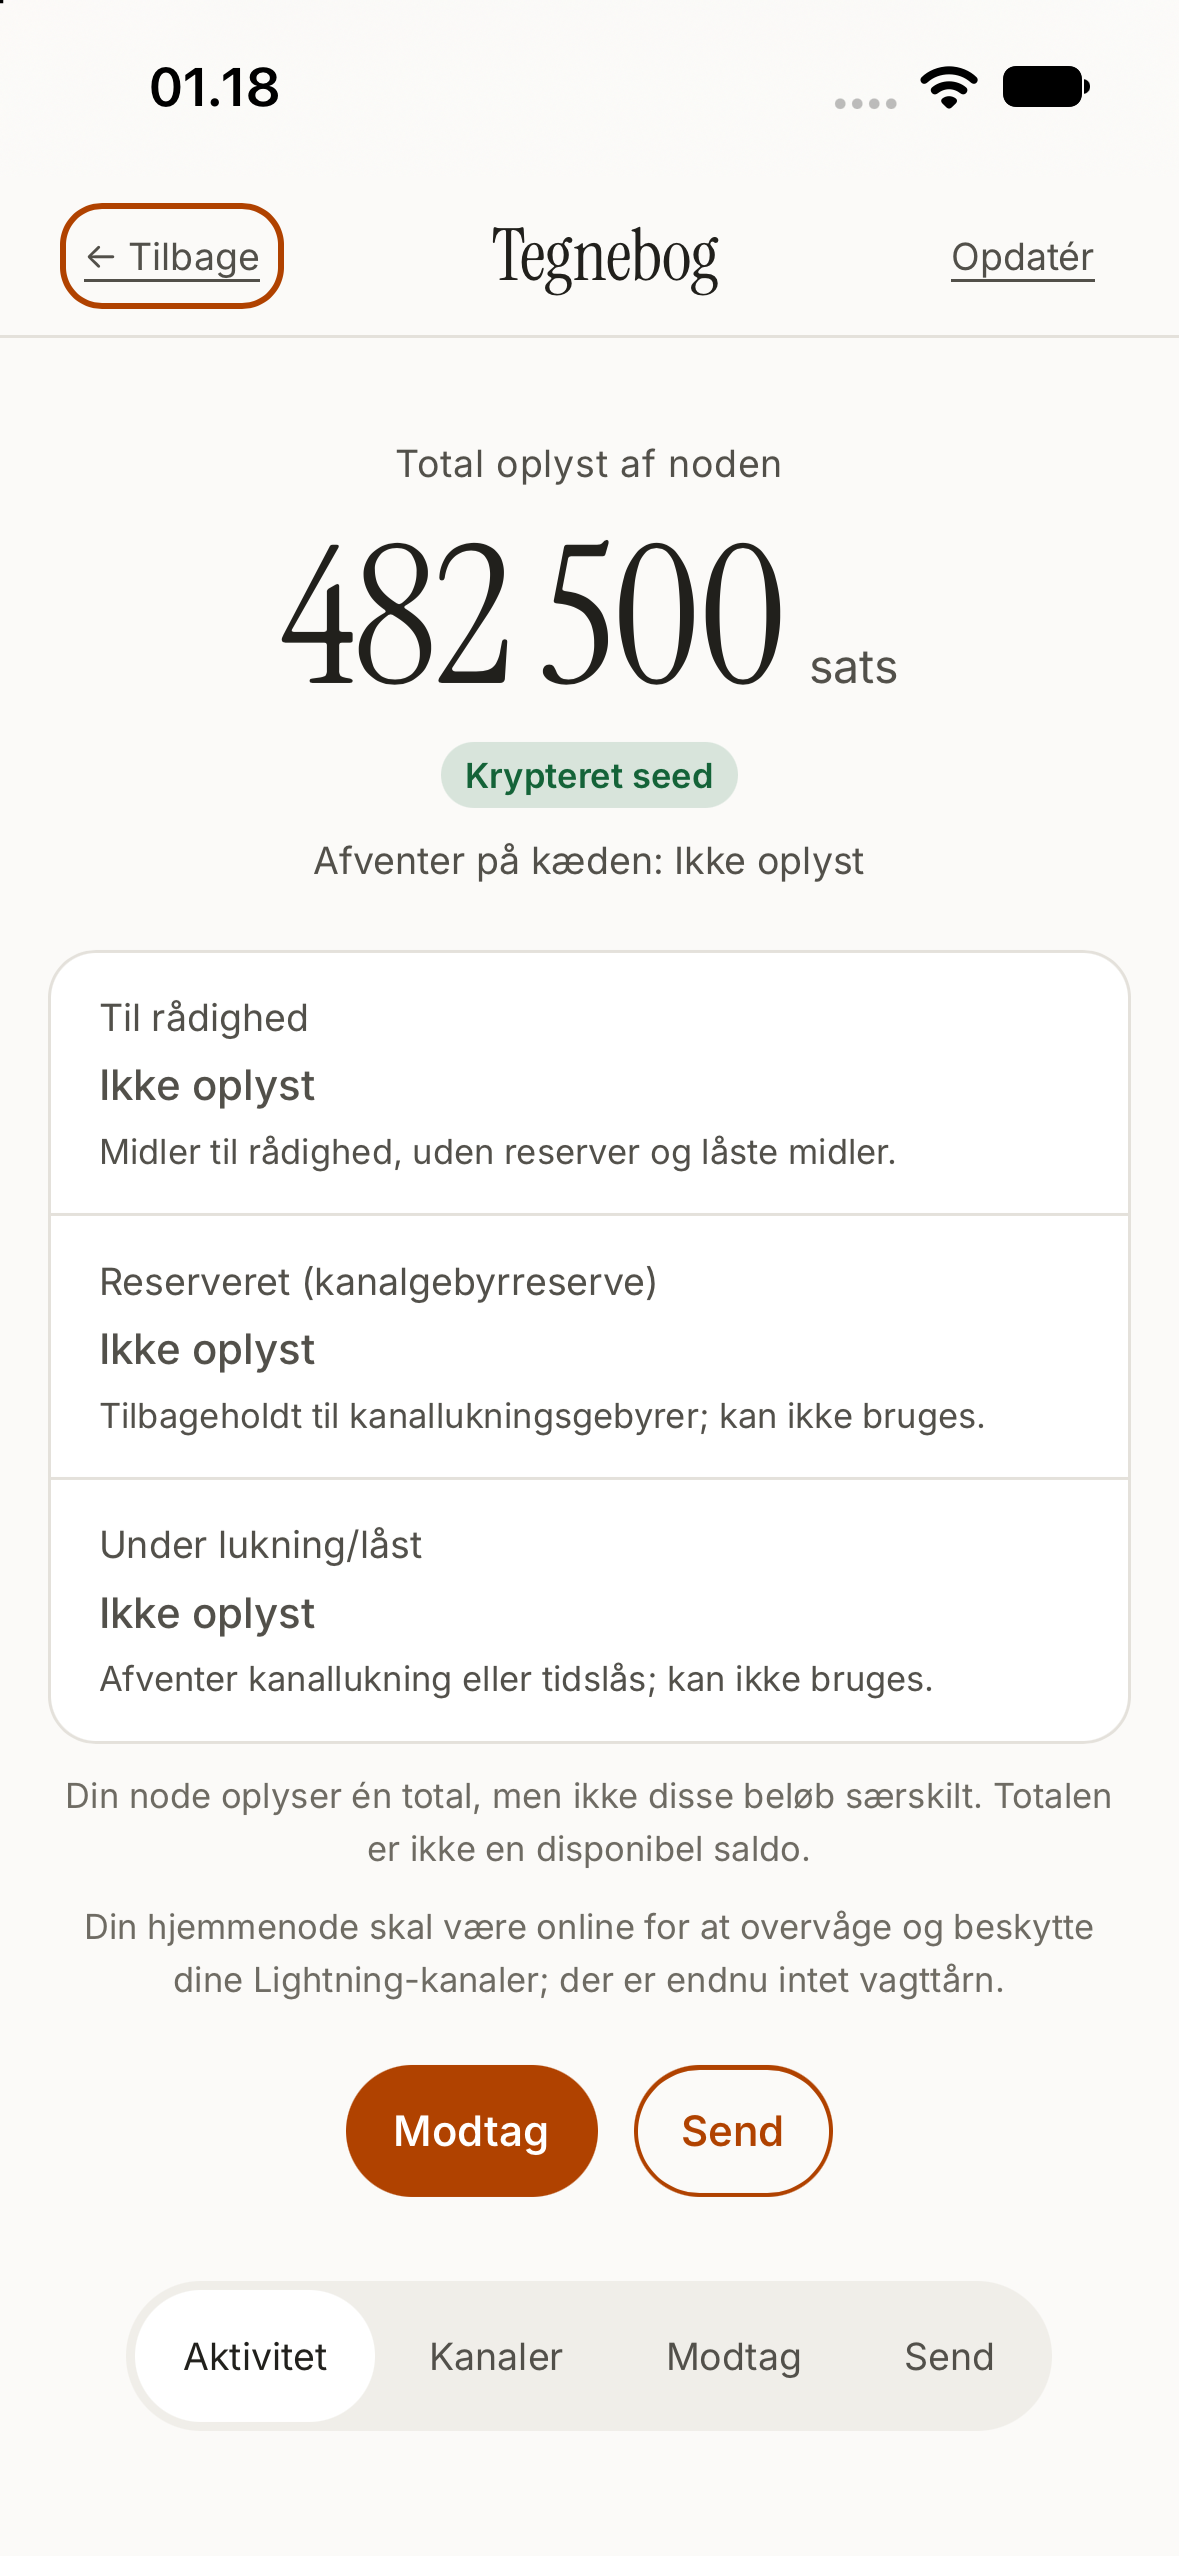 01.18
← Tilbage
Tegnebog
Opdatér
Total oplyst af noden
482 500 sats
Krypteret seed
Afventer på kæden: Ikke oplyst
Til rådighed
Ikke oplyst
Midler til rådighed, uden reserver og låste midler.
Reserveret (kanalgebyrreserve)
Ikke oplyst
Tilbageholdt til kanallukningsgebyrer; kan ikke bruges.
Under lukning/låst
Ikke oplyst
Afventer kanallukning eller tidslås; kan ikke bruges.
Din node oplyser én total, men ikke disse beløb særskilt. Totalen
er ikke en disponibel saldo.
Din hjemmenode skal være online for at overvåge og beskytte
dine Lightning-kanaler; der er endnu intet vagttårn.
Modtag
Send
Aktivitet
Kanaler
Modtag
Send